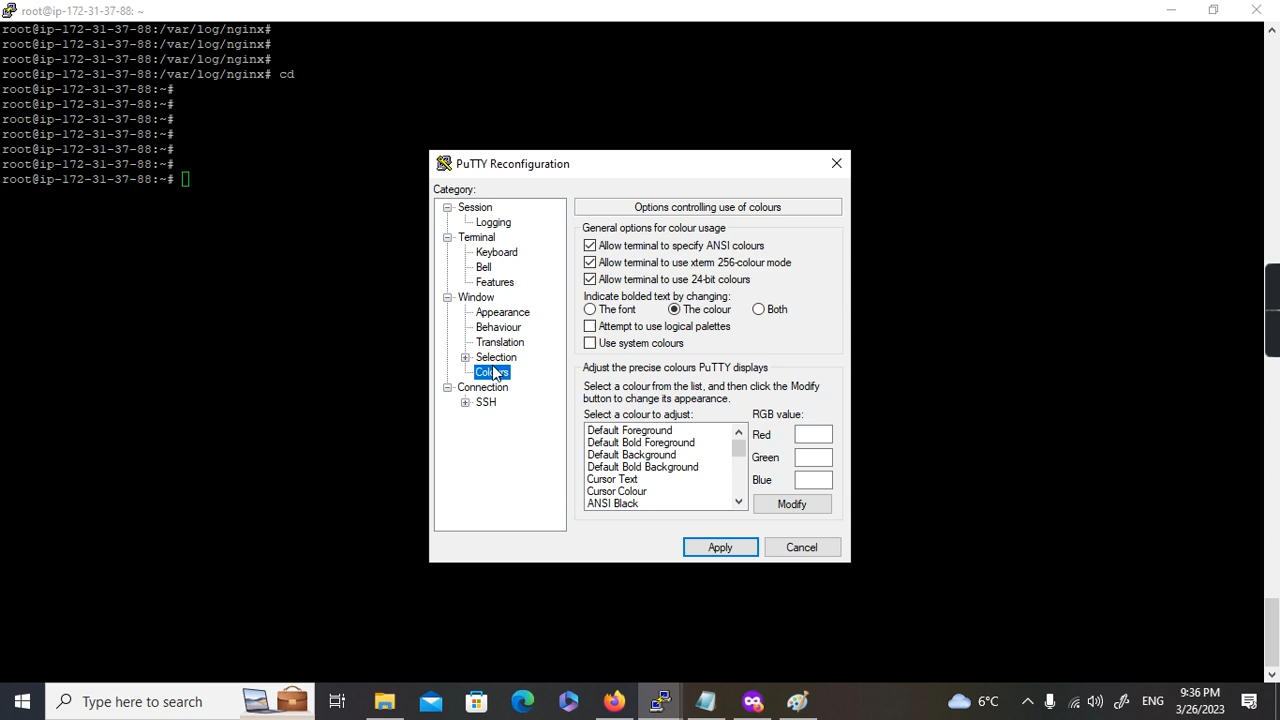 root@ip-172-31-37-88: ~
root@ip-172-31-37-88:/var/log/nginx#
root@ip-172-31-37-88:/var/log/nginx#
root@ip-172-31-37-88:/var/log/nginx#
root@ip-172-31-37-88:/var/log/nginx# cd
root@ip-172-31-37-88:~#
root@ip-172-31-37-88:~#
root@ip-172-31-37-88:~#
root@ip-172-31-37-88:~#
root@ip-172-31-37-88:~#
root@ip-172-31-37-88:~#
root@ip-172-31-37-88:~#
PuTTY Reconfiguration
Category:
Session
Logging
Terminal
Keyboard
Bell
Features
Window
Appearance
Behaviour
Translation
Selection
Colours
Connection
SSH
Options controlling use of colours
General options for colour usage
Allow terminal to specify ANSI colours
Allow terminal to use xterm 256-colour mode
Allow terminal to use 24-bit colours
Indicate bolded text by changing:
The font The colour Both
Attempt to use logical palettes
Use system colours
Adjust the precise colours PuTTY displays
Select a colour from the list, and then click the Modify
button to change its appearance.
Select a colour to adjust: RGB value:
Default Foreground
Default Bold Foreground
Default Background
Default Bold Background
Cursor Text
Cursor Colour
ANSI Black
Red
Green
Blue
Modify
Apply Cancel
Type here to search
6°C
ENG
9:36 PM
3/26/2023